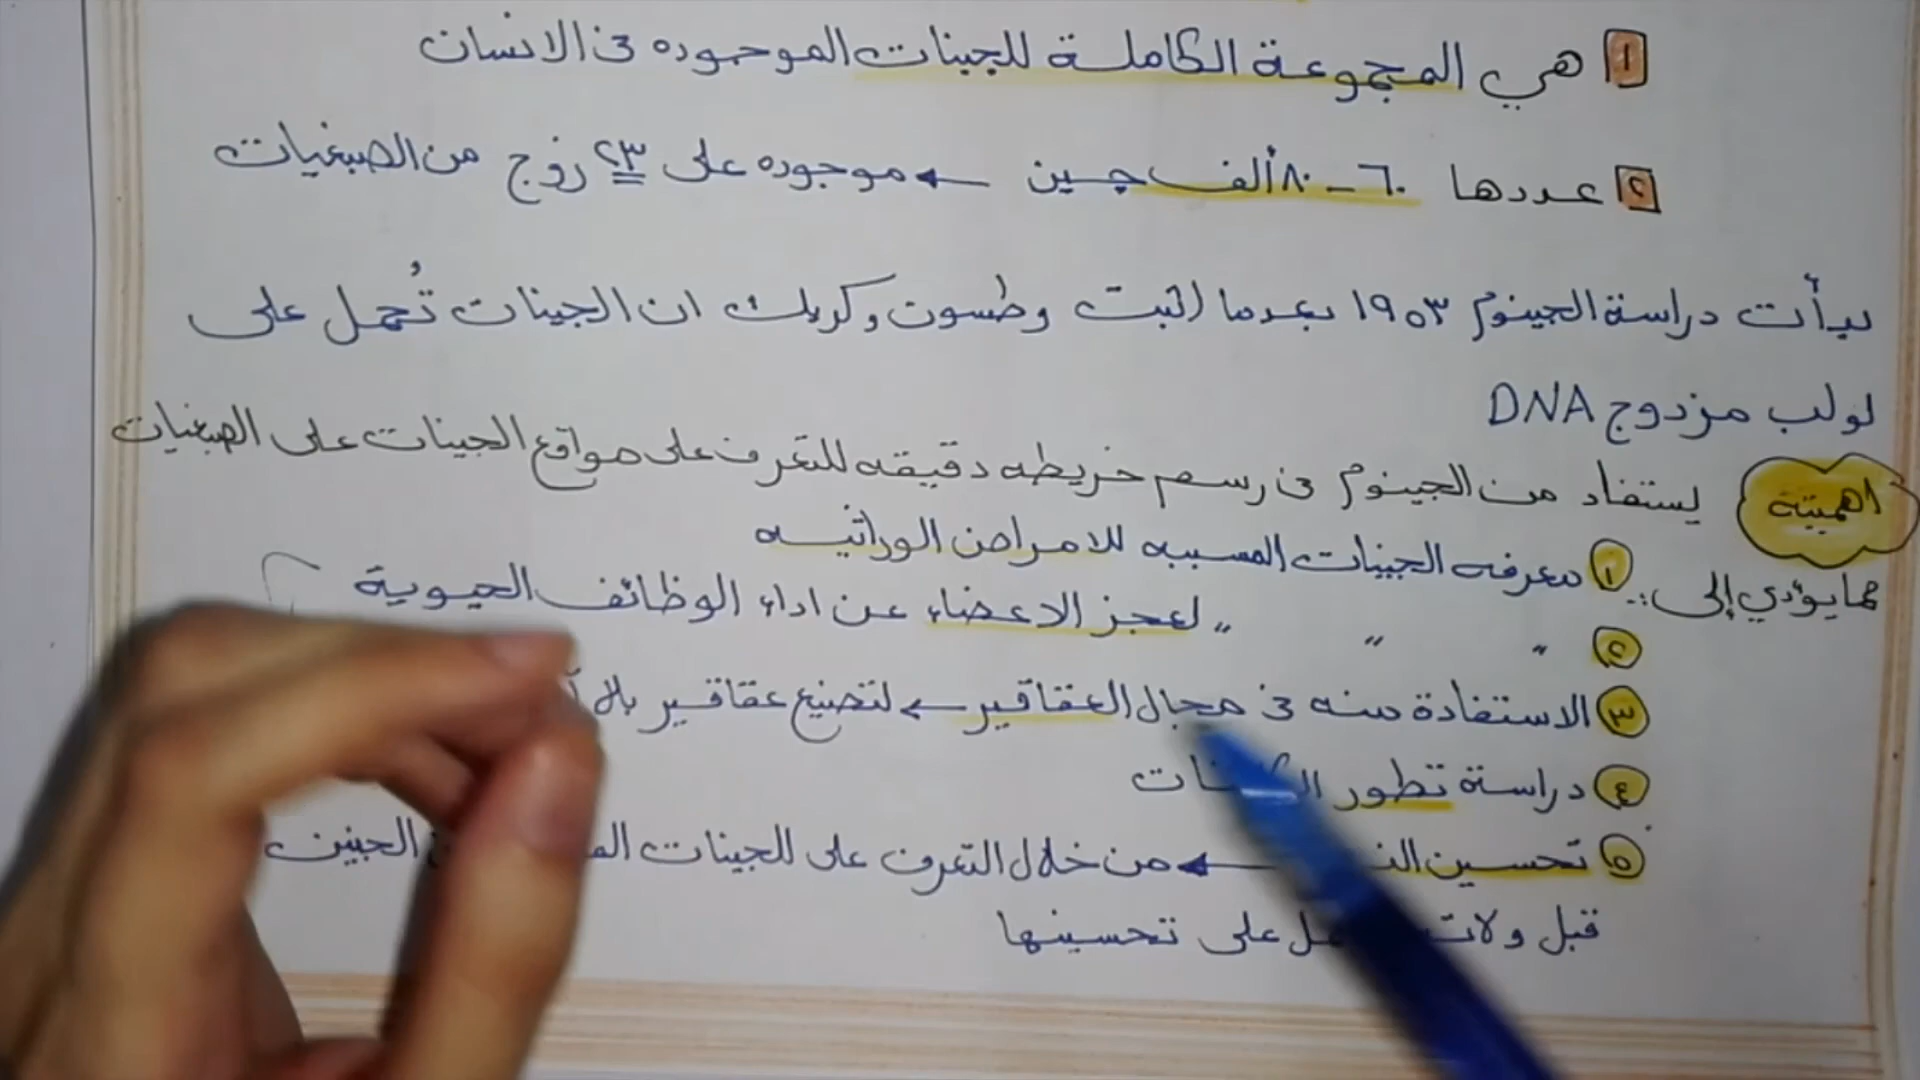 ١ هي المجموعة الكاملة للجينات الموجوده في الانسان
٢ عددها ٦٠ - ٨٠ ألف جين ← موجوده على ٢٣ زوج من الصبغيات
بدأت دراسة الجينوم ١٩٥٣ بعدما اثبت وطسون وكريك ان الجينات تُحمل على
لولب مزدوج DNA
اهميته يستفاد من الجينوم في رسم خريطه دقيقه للتعرف على مواقع الجينات على الصبغيات
مما يؤدي إلى :- ١ معرفه الجينات المسببه للامراض الوراثيه
٢ " " " لعجز الاعضاء عن اداء الوظائف الحيوية
٣ الاستفادة منه في مجال العقاقير ← لتصنيع عقاقير بلا
٤ دراسة تطور
٥ تحسين ← من خلال التعرف على للجينات الجنين
قبل على تحسينها